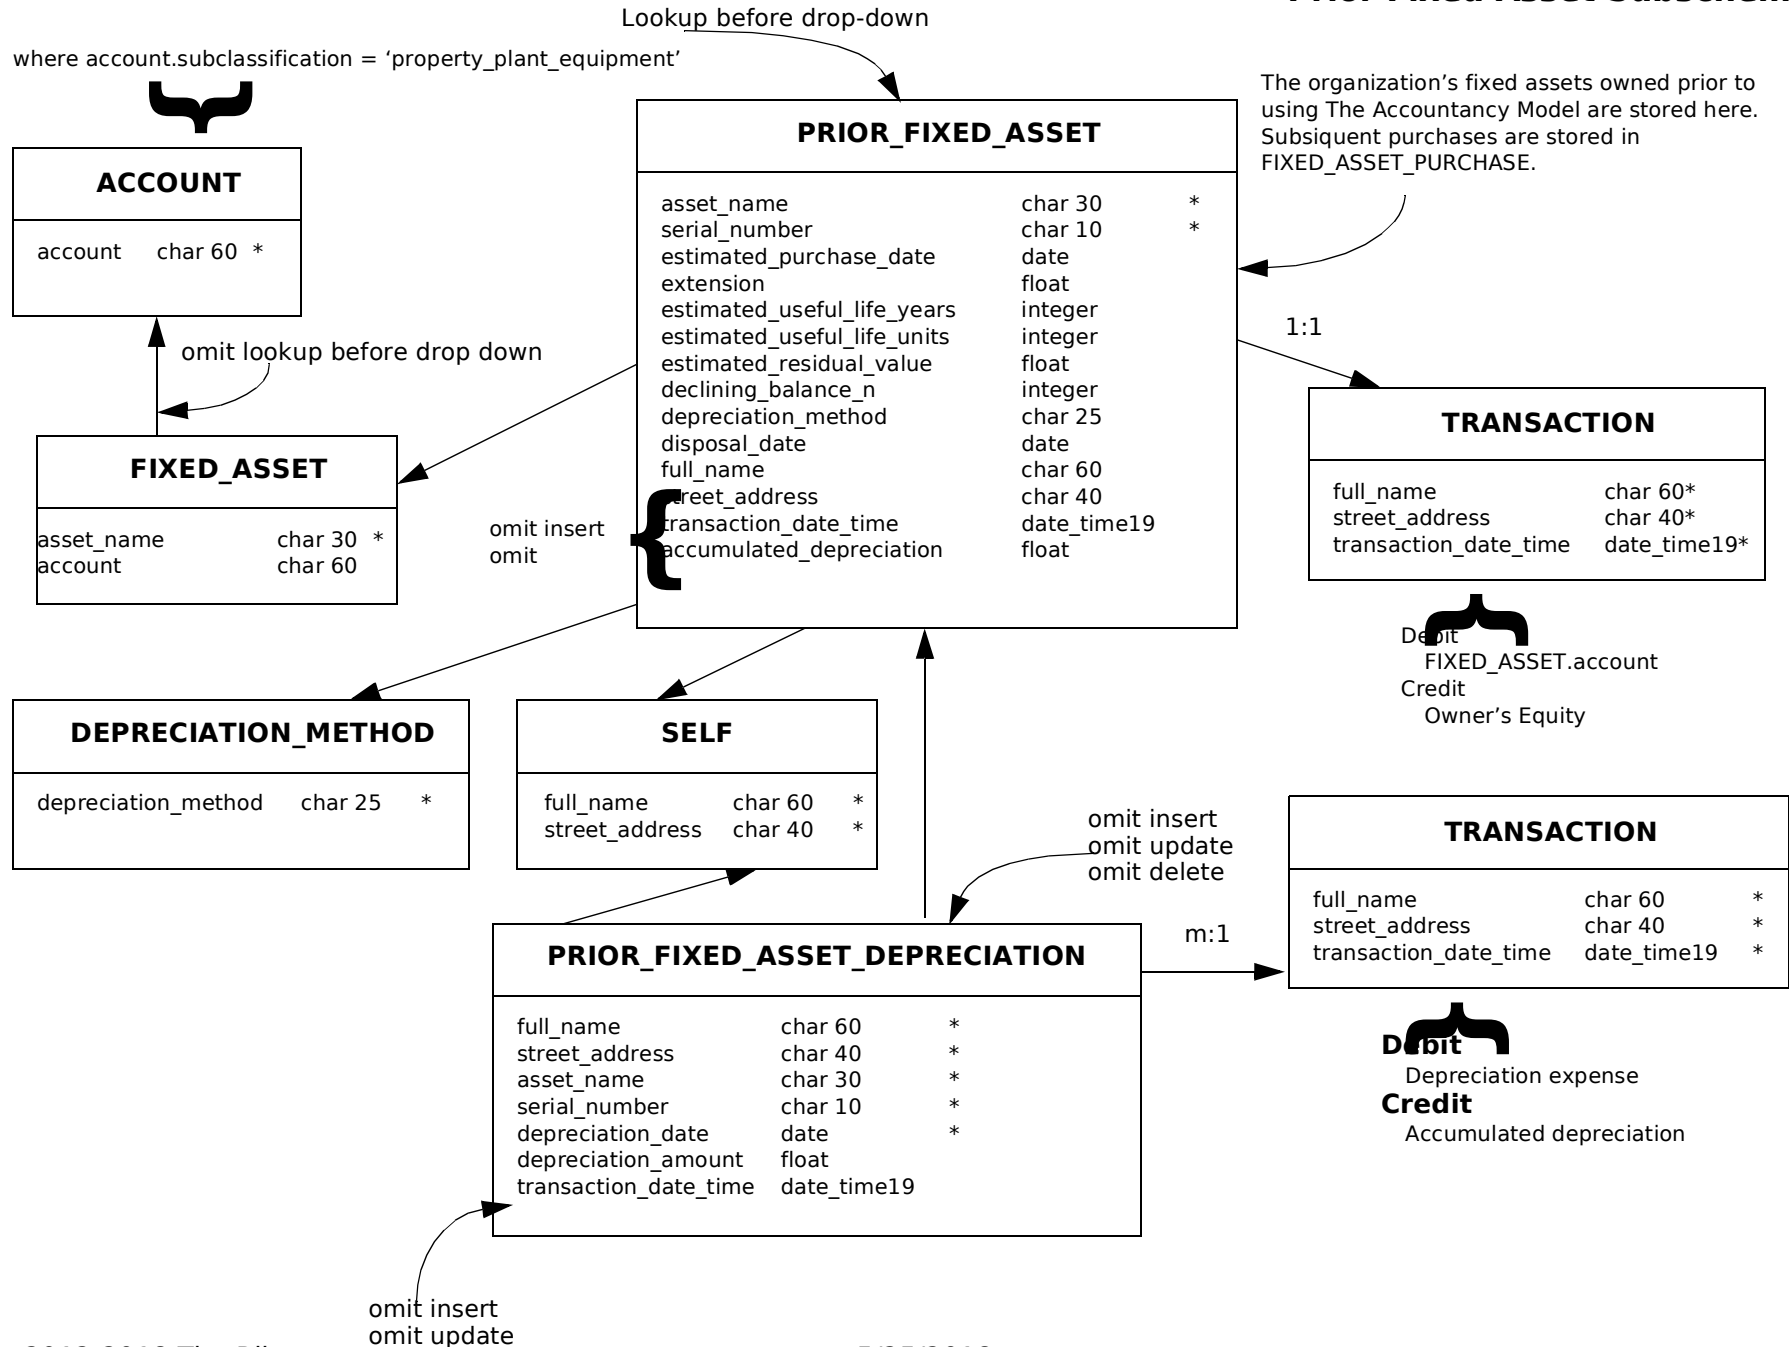 Lookup before drop-down
where account.subclassification = ‘property_plant_equipment’
The organization’s fixed assets owned prior to
using The Accountancy Model are stored here.
Subsiquent purchases are stored in
FIXED_ASSET_PURCHASE.
PRIOR_FIXED_ASSET
asset_name char 30 *
serial_number char 10 *
estimated_purchase_date date
extension float
estimated_useful_life_years integer
estimated_useful_life_units integer
estimated_residual_value float
declining_balance_n integer
depreciation_method char 25
disposal_date date
full_name char 60
street_address char 40
transaction_date_time date_time19
accumulated_depreciation float
omit insert
omit
ACCOUNT
account char 60 *
omit lookup before drop down
FIXED_ASSET
asset_name char 30 *
account char 60
1:1
TRANSACTION
full_name char 60*
street_address char 40*
transaction_date_time date_time19*
Debit
FIXED_ASSET.account
Credit
Owner’s Equity
DEPRECIATION_METHOD
depreciation_method char 25 *
SELF
full_name char 60 *
street_address char 40 *
omit insert
omit update
omit delete
m:1
TRANSACTION
full_name char 60 *
street_address char 40 *
transaction_date_time date_time19 *
Debit
Depreciation expense
Credit
Accumulated depreciation
PRIOR_FIXED_ASSET_DEPRECIATION
full_name char 60 *
street_address char 40 *
asset_name char 30 *
serial_number char 10 *
depreciation_date date *
depreciation_amount float
transaction_date_time date_time19
omit insert
omit update